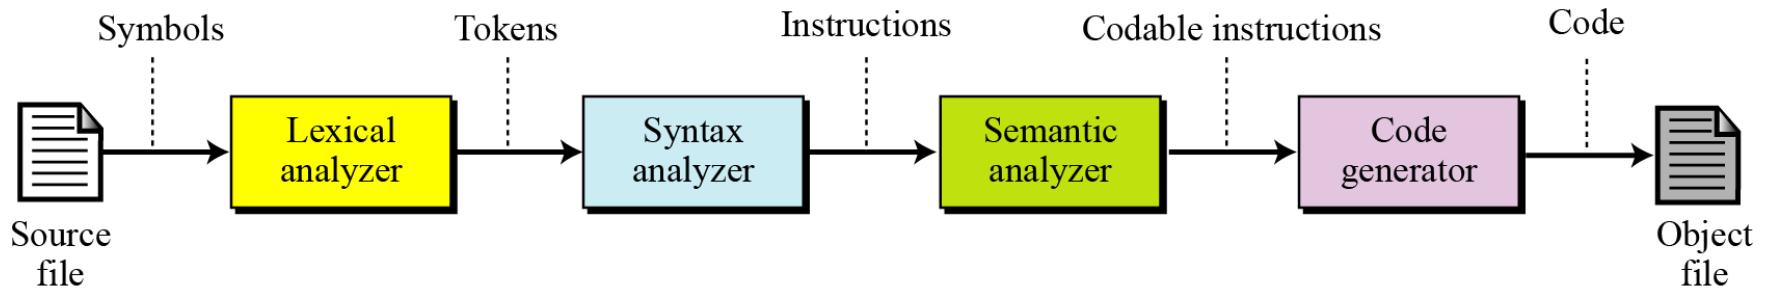 Symbols
Tokens
Instructions
Codable instructions
Code
Lexical
analyzer
Syntax
analyzer
Semantic
analyzer
Code
generator
Source
file
Object
file